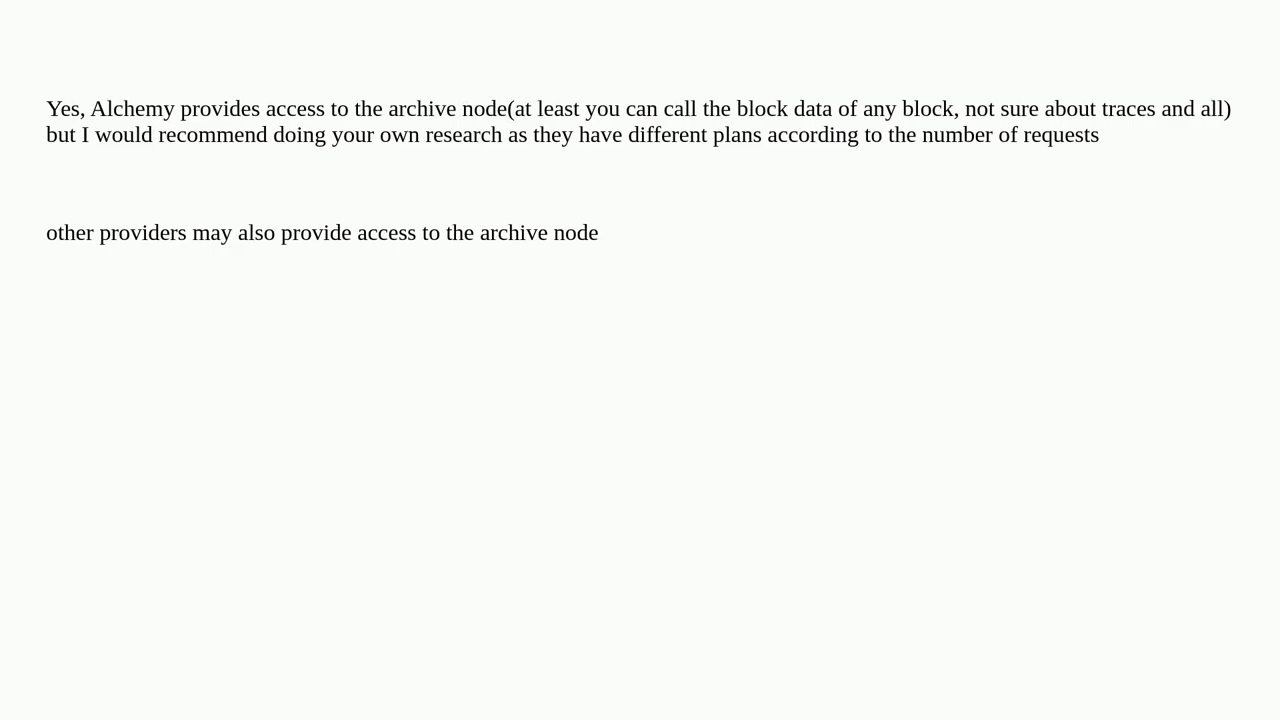 Yes, Alchemy provides access to the archive node(at least you can call the block data of any block, not sure about traces and all)
but I would recommend doing your own research as they have different plans according to the number of requests
other providers may also provide access to the archive node